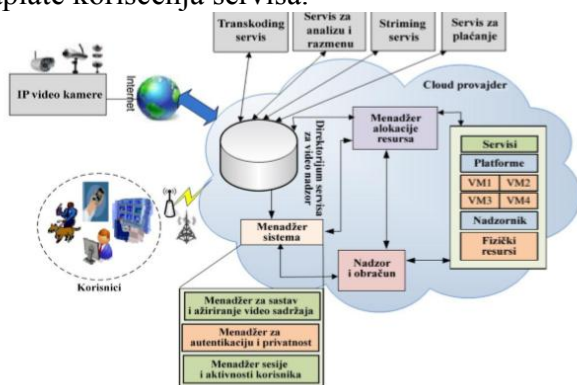 aplate korišćenja servisa.
Transkoding
servis
Servis za
analizu i
razmenu
Striming
servis
Servis za
plaćanje
IP video kamere
Internet
Cloud provajder
Direktorijum servisa
za video nadzor
Menadžer
alokacije
resursa
Servisi
Platforme
VM1
VM2
VM3
VM4
Nadzornik
Fizički
resursi
Menadžer
sistema
Nadzor
i obračun
Korisnici
Menadžer za sastav
i ažiriranje video sadržaja
Menadžer za
autentikaciju i privatnost
Menadžer sesije
i aktivnosti korisnika